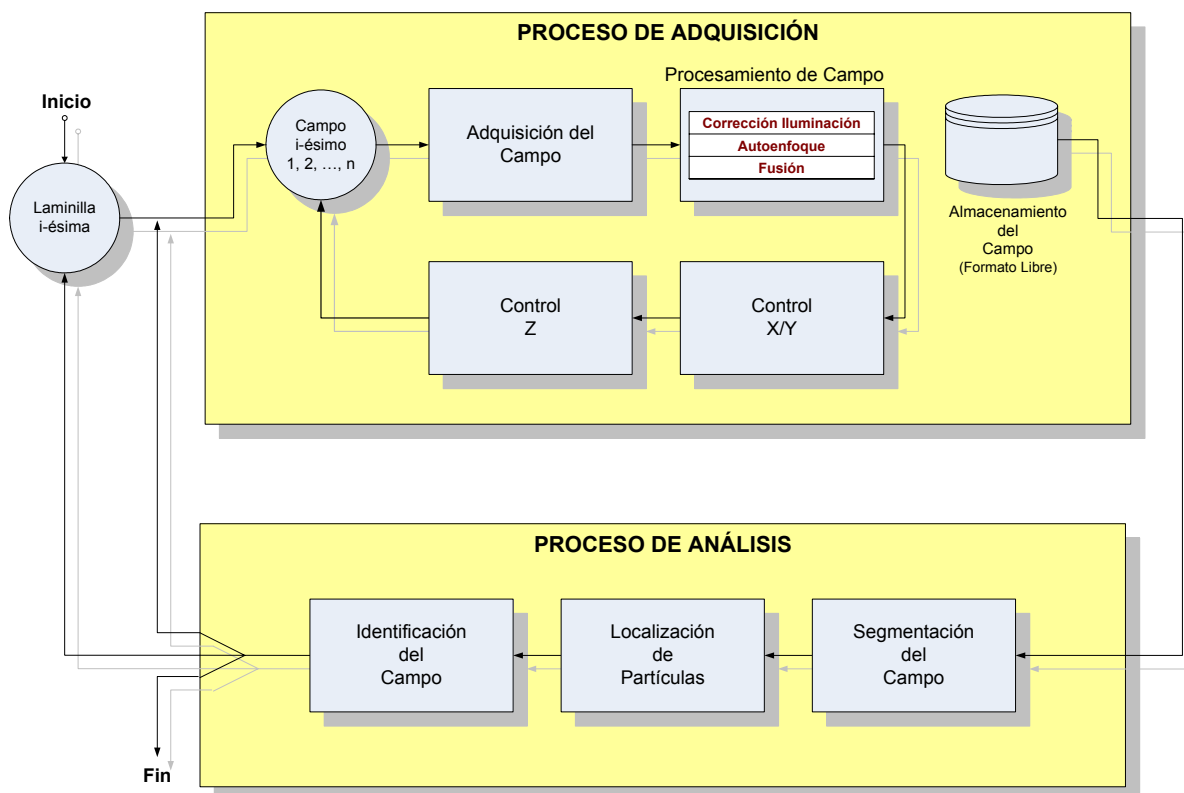 PROCESO DE ADQUISICIÓN
Procesamiento de Campo
Inicio
Campo
i-ésimo
1, 2, ..., n
Adquisición del
Campo
Corrección Iluminación
Autoenfoque
Fusión
Laminilla
i-ésima
Almacenamiento
del
Campo
(Formato Libre)
Control
Z
Control
X/Y
PROCESO DE ANÁLISIS
Identificación
del
Campo
Localización
de
Partículas
Segmentación
del
Campo
Fin